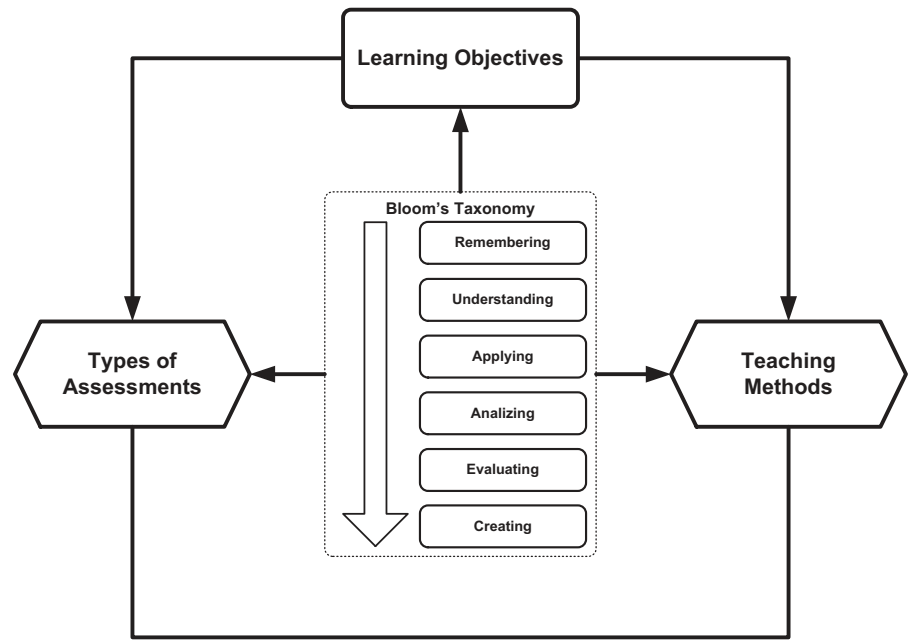 Learning Objectives
Bloom's Taxonomy
Remembering
Understanding
Applying
Analizing
Evaluating
Creating
Types of
Assessments
Teaching
Methods